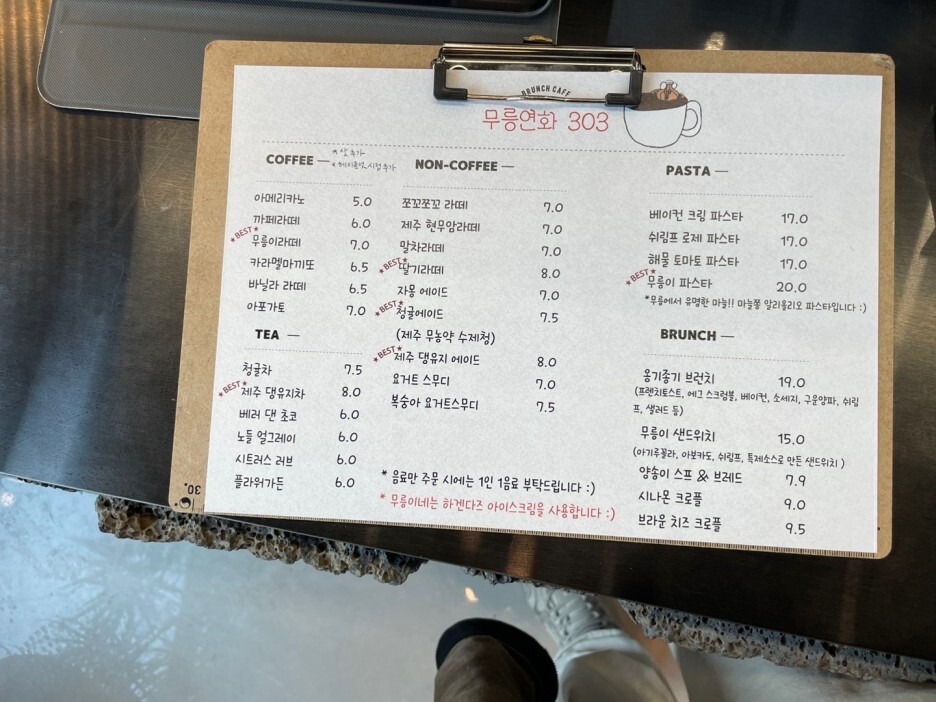 BRUNCH CAFE
무릉연화 303
COFFEE —
* 샷 추가
NON-COFFEE —
PASTA —
아메리카노 5.0
까페라떼 6.0
*BEST*
무릉이라떼 7.0
카라멜마끼또 6.5
바닐라 라떼 6.5
아포가토 7.0
TEA —
청귤차 7.5
*BEST*
제주 댕유지차 8.0
베러 댄 쵸코 6.0
노들 얼그레이 6.0
시트러스 러브 6.0
플라워가든 6.0
쪼꼬쪼꼬 라떼 7.0
제주 현무암라떼 7.0
말차라떼 7.0
*BEST*
딸기라떼 8.0
자몽 에이드 7.0
*BEST*
청귤에이드 7.5
(제주 무농약 수제청)
*BEST*
제주 댕유지 에이드 8.0
요거트 스무디 7.0
복숭아 요거트스무디 7.5
* 음료만 주문 시에는 1인 1음료 부탁드립니다 :)
* 무릉이네는 하겐다즈 아이스크림을 사용합니다 :)
베이컨 크림 파스타 17.0
쉬림프 로제 파스타 17.0
해물 토마토 파스타 17.0
*BEST*
무릉이 파스타 20.0
*무릉에서 유명한 마늘!! 마늘쫑 알리올리오 파스타입니다 :)
BRUNCH —
옹기종기 브런치 19.0
(프렌치토스트, 에그 스크럼블, 베이컨, 소세지, 구운양파, 쉬림
프, 샐러드 등)
무릉이 샌드위치 15.0
(아기루꼴라, 아보카도, 쉬림프, 특제소스로 만든 샌드위치 )
양송이 스프 & 브레드 7.9
시나몬 크로플 9.0
브라운 치즈 크로플 9.5
30.